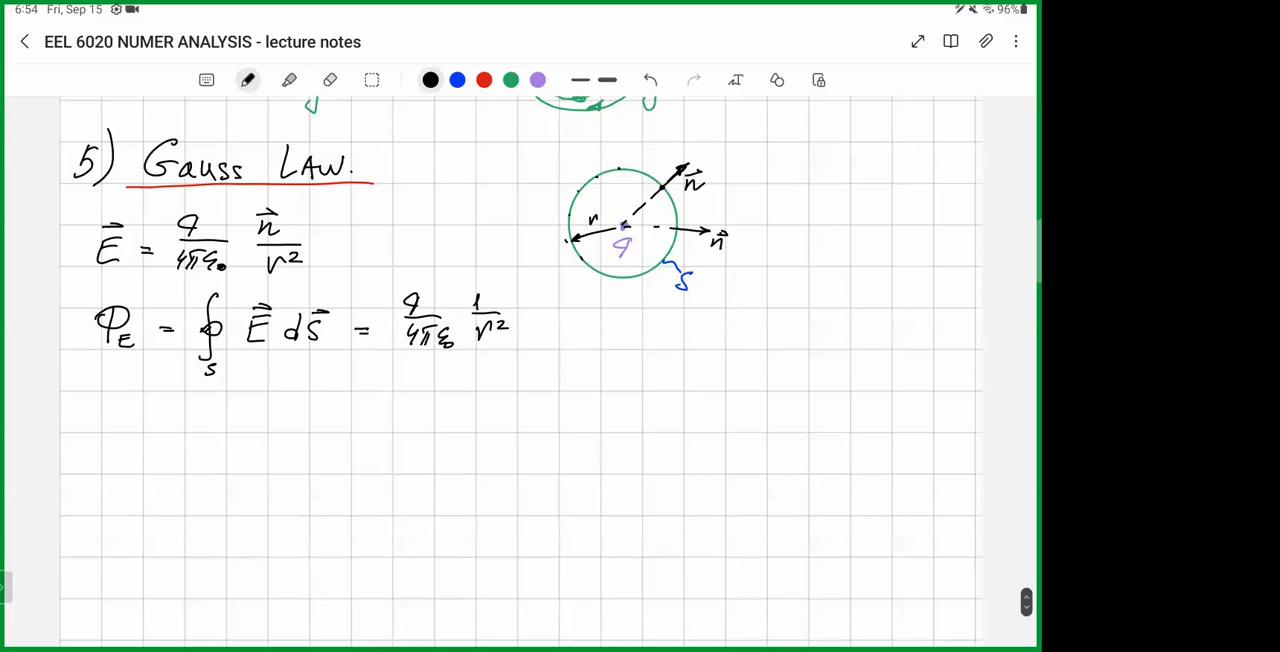 6:54 Fri, Sep 15 96%
EEL 6020 NUMER ANALYSIS - lecture notes
5) Gauss LAW.
n⃗
r
q
n⃗
S
E⃗ = q/(4πε₀) n⃗/r²
Φ_E = ∮_S E⃗ dS⃗ = q/(4πε₀) 1/r²